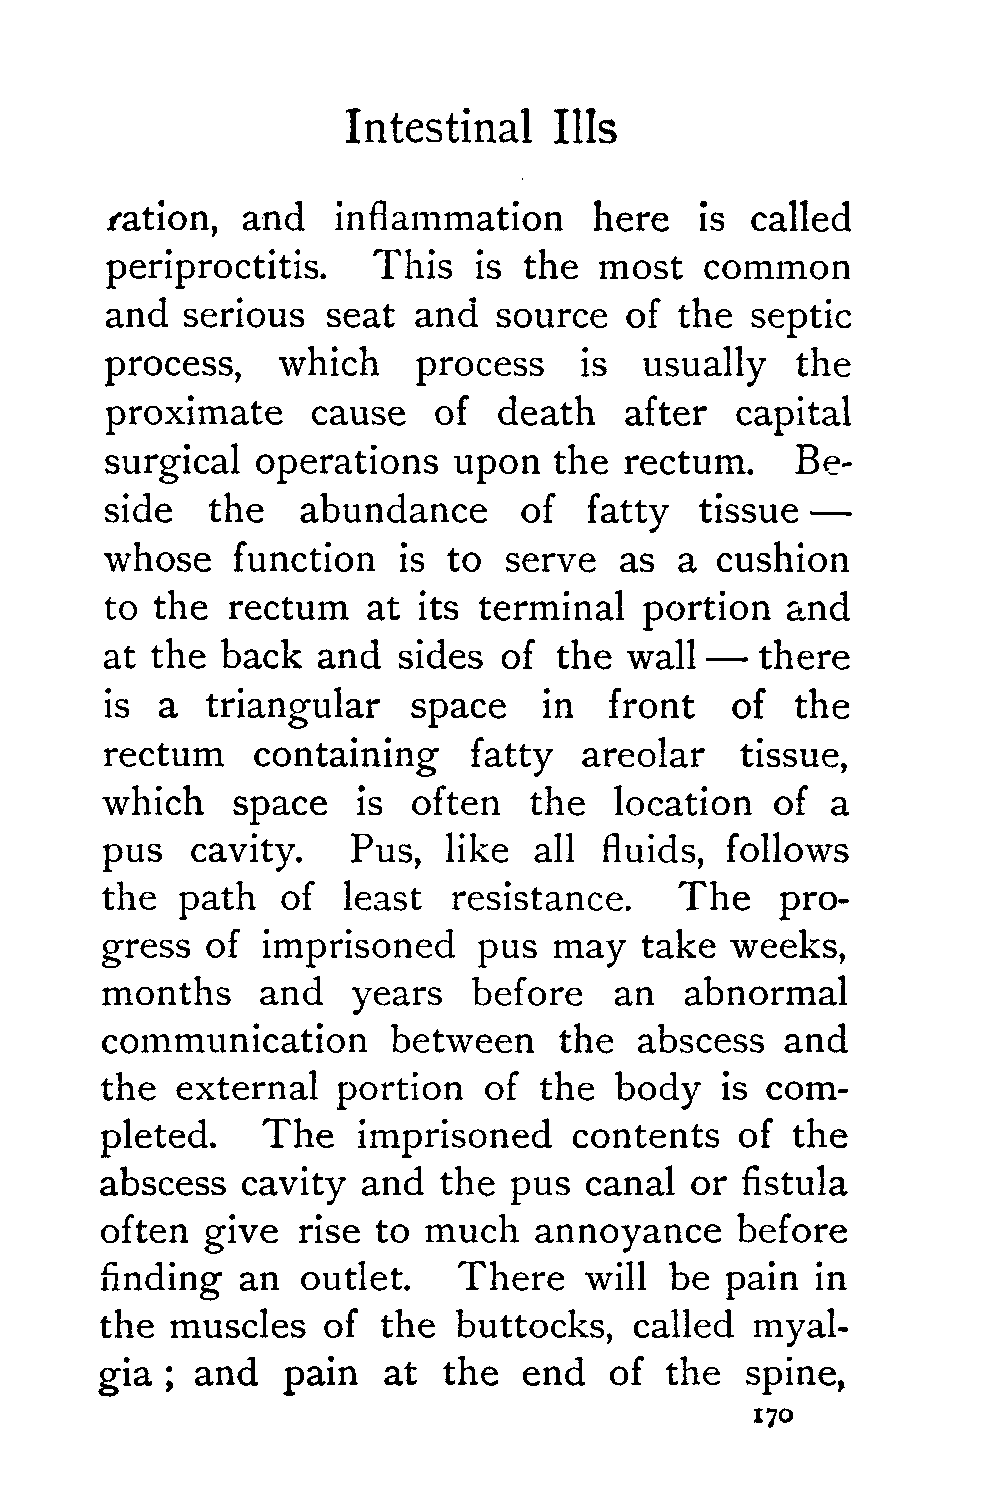 Intestinal Ills
ration, and inflammation here is called
periproctitis. This is the most common
and serious seat and source of the septic
process, which process is usually the
proximate cause of death after capital
surgical operations upon the rectum. Be-
side the abundance of fatty tissue —
whose function is to serve as a cushion
to the rectum at its terminal portion and
at the back and sides of the wall — there
is a triangular space in front of the
rectum containing fatty areolar tissue,
which space is often the location of a
pus cavity. Pus, like all fluids, follows
the path of least resistance. The pro-
gress of imprisoned pus may take weeks,
months and years before an abnormal
communication between the abscess and
the external portion of the body is com-
pleted. The imprisoned contents of the
abscess cavity and the pus canal or fistula
often give rise to much annoyance before
finding an outlet. There will be pain in
the muscles of the buttocks, called myal-
gia ; and pain at the end of the spine,
170